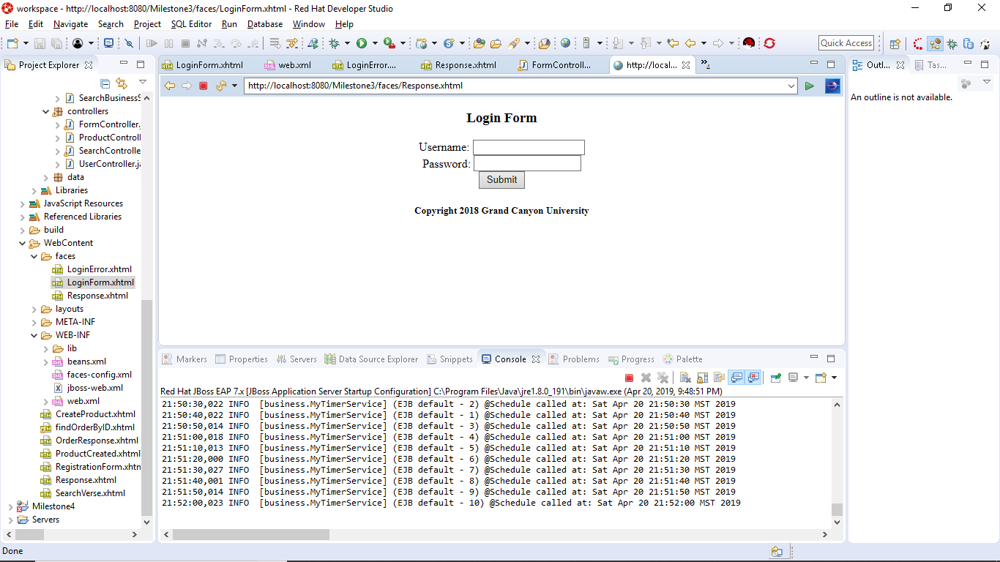 workspace - http://localhost:8080/Milestone3/faces/LoginForm.xhtml - Red Hat Developer Studio
File Edit Navigate Search Project SQL Editor Run Database Window Help
Quick Access
Project Explorer
SearchBusinessS
controllers
FormController.
ProductControll
SearchControlle
UserController.ja
data
Libraries
JavaScript Resources
Referenced Libraries
build
WebContent
faces
LoginError.xhtml
LoginForm.xhtml
Response.xhtml
layouts
META-INF
WEB-INF
lib
beans.xml
faces-config.xml
jboss-web.xml
web.xml
CreateProduct.xhtml
findOrderByID.xhtml
OrderResponse.xhtml
ProductCreated.xhtml
RegistrationForm.xhtm
Response.xhtml
SearchVerse.xhtml
Milestone4
Servers
LoginForm.xhtml web.xml LoginError.... Response.xhtml FormControll... http://local... »4
http://localhost:8080/Milestone3/faces/Response.xhtml
Login Form
Username:
Password:
Submit
Copyright 2018 Grand Canyon University
Outl... Tas...
An outline is not available.
Markers Properties Servers Data Source Explorer Snippets Console Problems Progress Palette
Red Hat JBoss EAP 7.x [JBoss Application Server Startup Configuration] C:\Program Files\Java\jre1.8.0_191\bin\javaw.exe (Apr 20, 2019, 9:48:51 PM)
21:50:30,022 INFO [business.MyTimerService] (EJB default - 2) @Schedule called at: Sat Apr 20 21:50:30 MST 2019
21:50:40,022 INFO [business.MyTimerService] (EJB default - 1) @Schedule called at: Sat Apr 20 21:50:40 MST 2019
21:50:50,014 INFO [business.MyTimerService] (EJB default - 3) @Schedule called at: Sat Apr 20 21:50:50 MST 2019
21:51:00,018 INFO [business.MyTimerService] (EJB default - 4) @Schedule called at: Sat Apr 20 21:51:00 MST 2019
21:51:10,013 INFO [business.MyTimerService] (EJB default - 5) @Schedule called at: Sat Apr 20 21:51:10 MST 2019
21:51:20,000 INFO [business.MyTimerService] (EJB default - 6) @Schedule called at: Sat Apr 20 21:51:20 MST 2019
21:51:30,027 INFO [business.MyTimerService] (EJB default - 7) @Schedule called at: Sat Apr 20 21:51:30 MST 2019
21:51:40,001 INFO [business.MyTimerService] (EJB default - 8) @Schedule called at: Sat Apr 20 21:51:40 MST 2019
21:51:50,014 INFO [business.MyTimerService] (EJB default - 9) @Schedule called at: Sat Apr 20 21:51:50 MST 2019
21:52:00,023 INFO [business.MyTimerService] (EJB default - 10) @Schedule called at: Sat Apr 20 21:52:00 MST 2019
Done